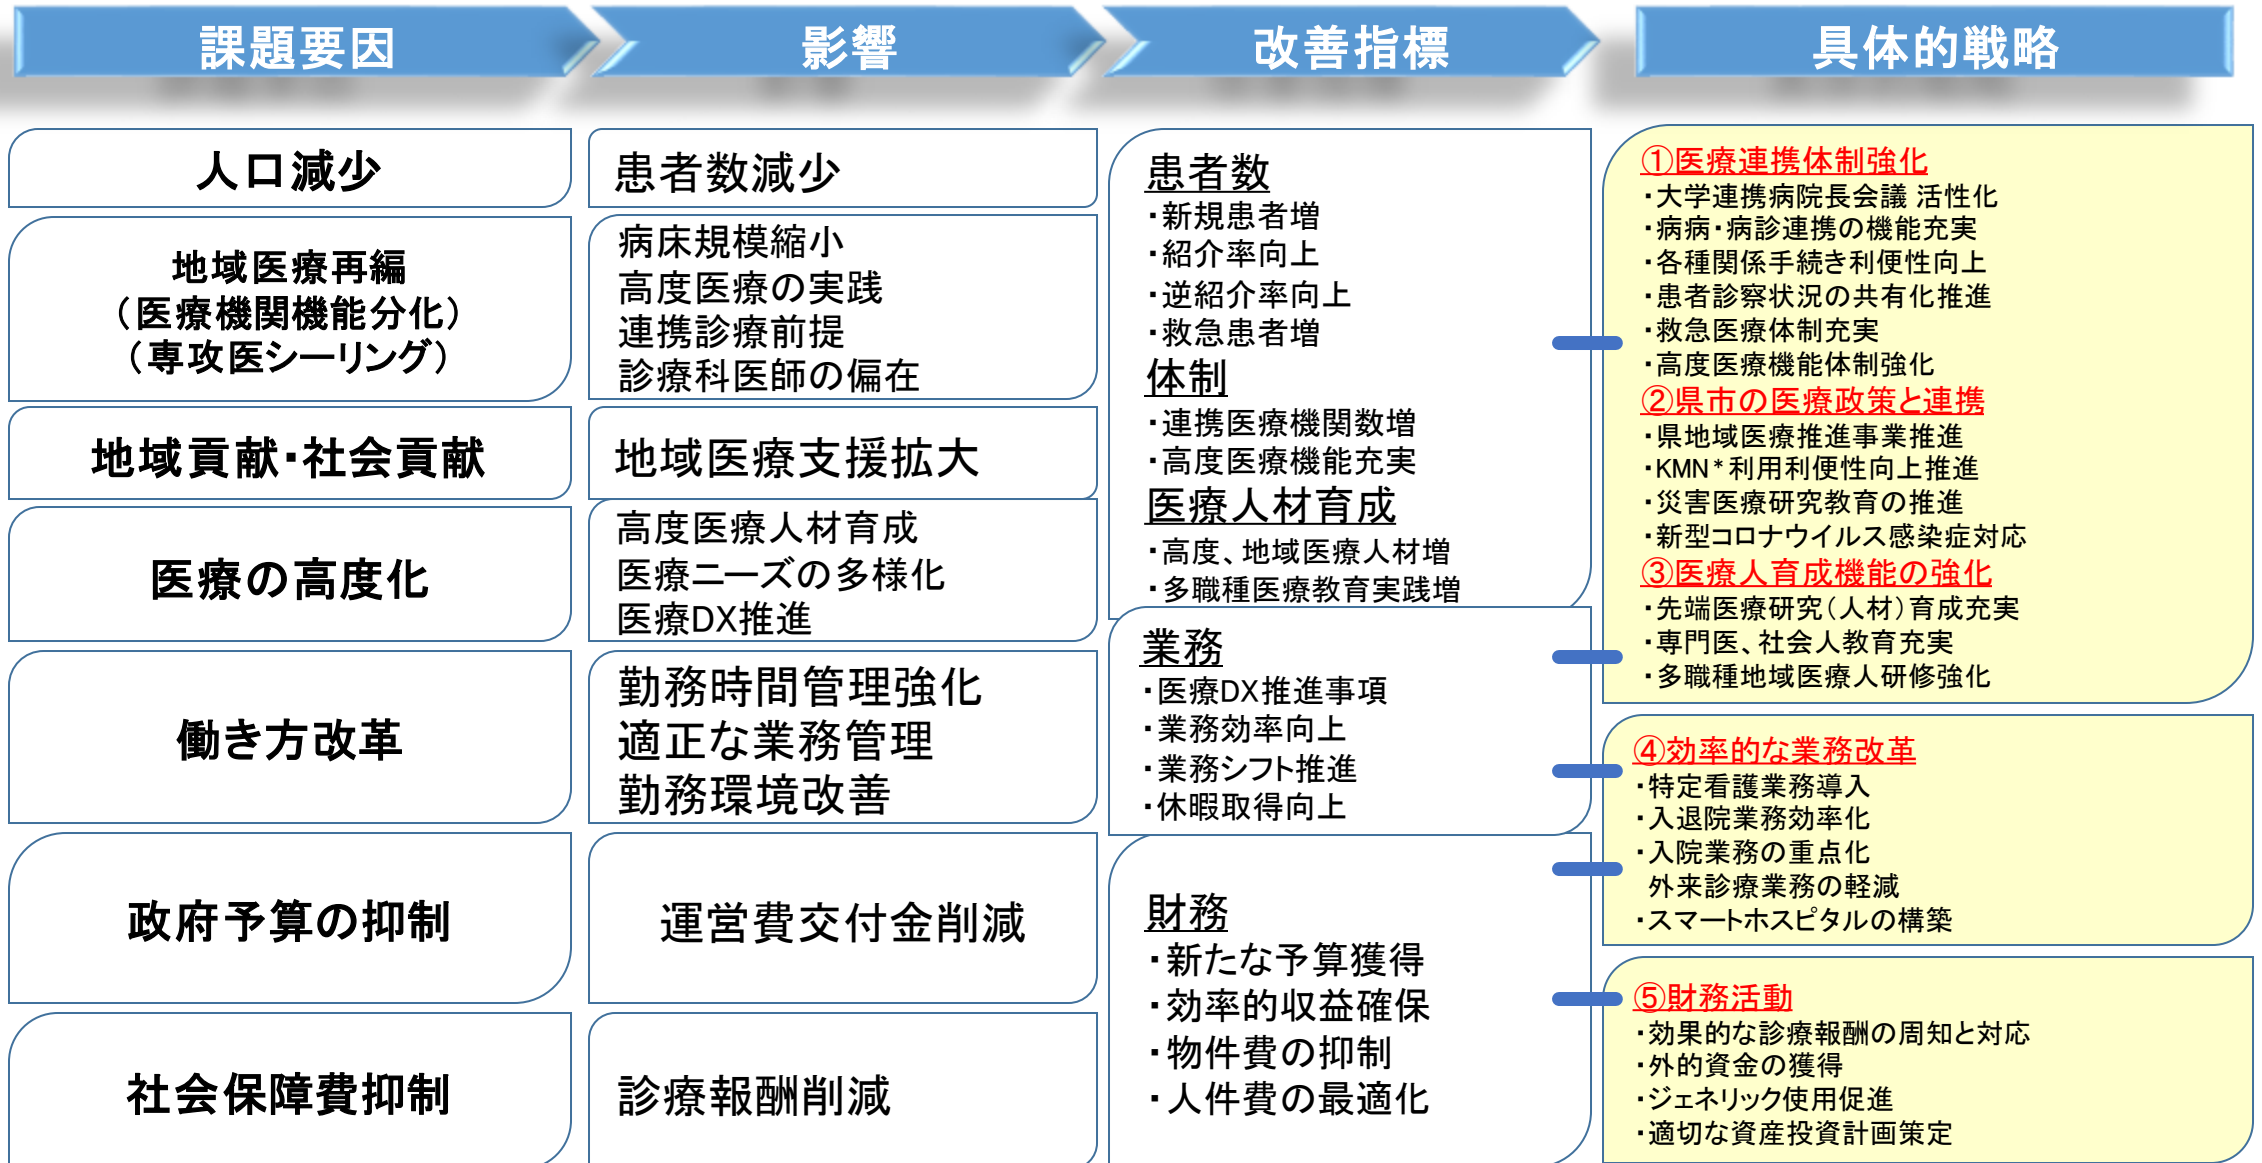 課題要因
影響
改善指標
具体的戦略
人口減少
地域医療再編
（医療機関機能分化）
（専攻医シーリング）
地域貢献・社会貢献
医療の高度化
働き方改革
政府予算の抑制
社会保障費抑制
患者数減少
病床規模縮小
高度医療の実践
連携診療前提
診療科医師の偏在
地域医療支援拡大
高度医療人材育成
医療ニーズの多様化
医療DX推進
勤務時間管理強化
適正な業務管理
勤務環境改善
運営費交付金削減
診療報酬削減
患者数
・新規患者増
・紹介率向上
・逆紹介率向上
・救急患者増
体制
・連携医療機関数増
・高度医療機能充実
医療人材育成
・高度、地域医療人材増
・多職種医療教育実践増
業務
・医療DX推進事項
・業務効率向上
・業務シフト推進
・休暇取得向上
財務
・新たな予算獲得
・効率的収益確保
・物件費の抑制
・人件費の最適化
①医療連携体制強化
・大学連携病院長会議 活性化
・病病・病診連携の機能充実
・各種関係手続き利便性向上
・患者診察状況の共有化推進
・救急医療体制充実
・高度医療機能体制強化
②県市の医療政策と連携
・県地域医療推進事業推進
・KMN*利用利便性向上推進
・災害医療研究教育の推進
・新型コロナウイルス感染症対応
③医療人育成機能の強化
・先端医療研究（人材）育成充実
・専門医、社会人教育充実
・多職種地域医療人研修強化
④効率的な業務改革
・特定看護業務導入
・入退院業務効率化
・入院業務の重点化
外来診療業務の軽減
・スマートホスピタルの構築
⑤財務活動
・効果的な診療報酬の周知と対応
・外的資金の獲得
・ジェネリック使用促進
・適切な資産投資計画策定